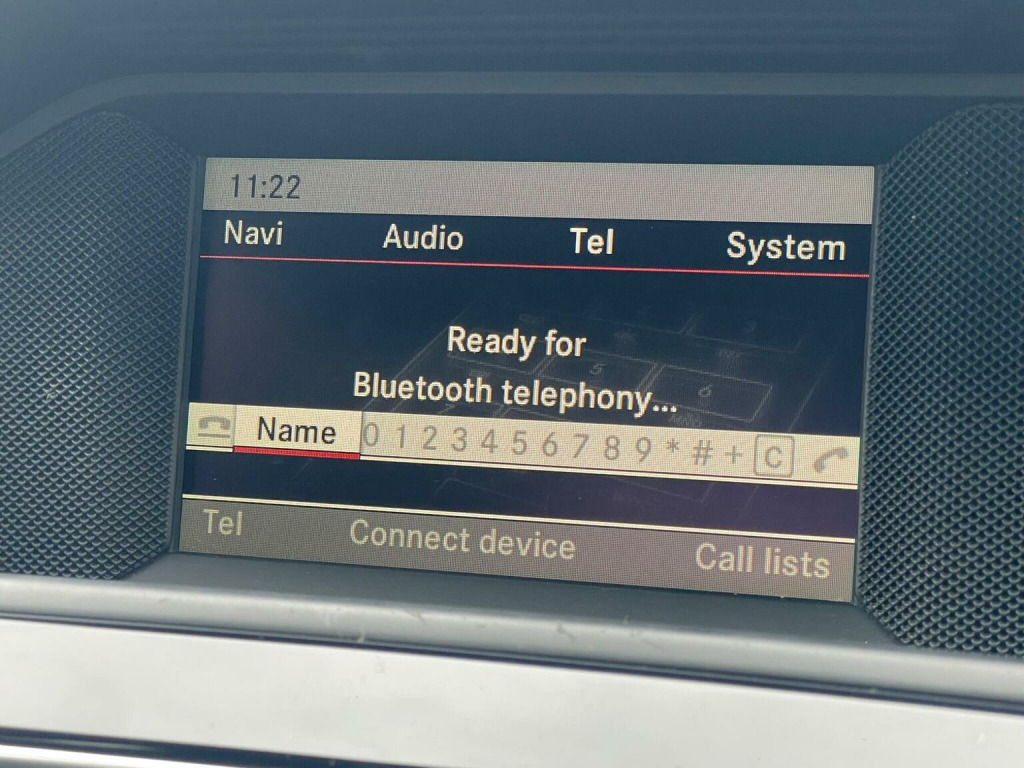 11:22
Navi Audio Tel System
Ready for
Bluetooth telephony...
Name 0 1 2 3 4 5 6 7 8 9 * # + C
Tel Connect device Call lists